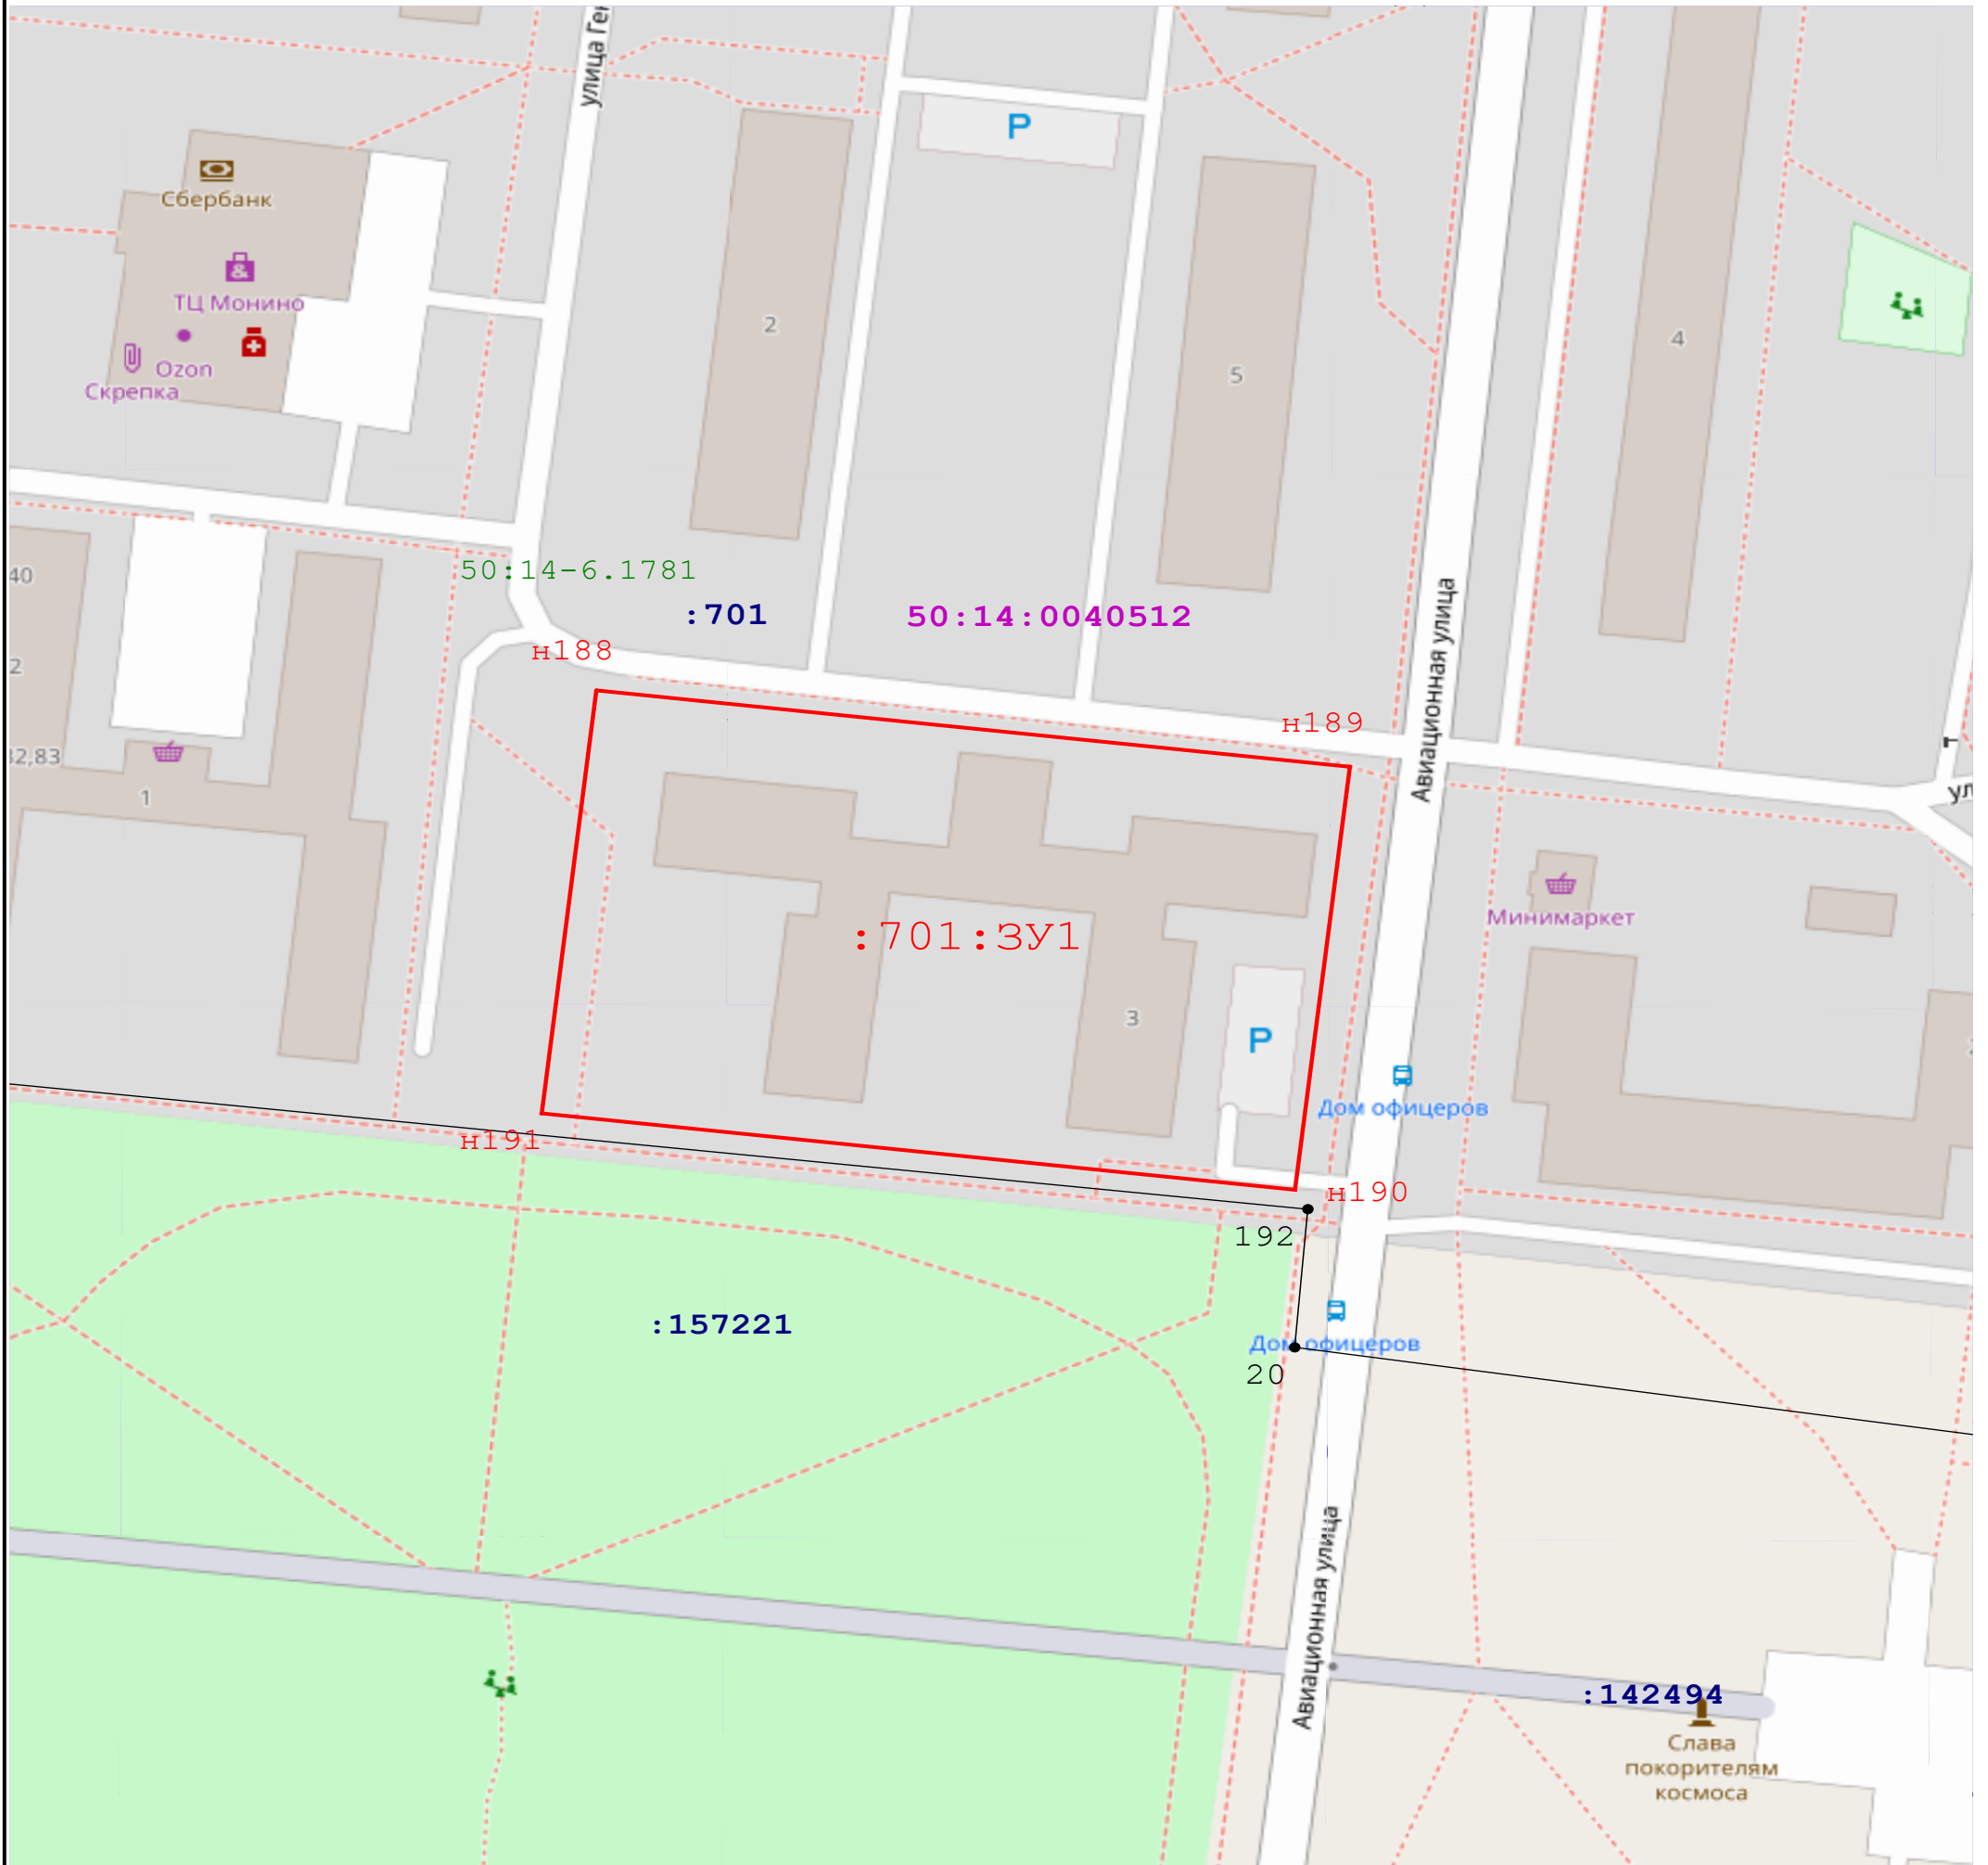 улица Ген
P
Сбербанк
ТЦ Монино
Ozon
Скрепка
2
5
4
40
50:14-6.1781
:701
50:14:0040512
н188
2
н189
Авиационная улица
32,83
1
ул
:701:ЗУ1
Минимаркет
3
P
Дом офицеров
н191
н190
192
:157221
Дом офицеров
20
Авиационная улица
:142494
Слава
покорителям
космоса